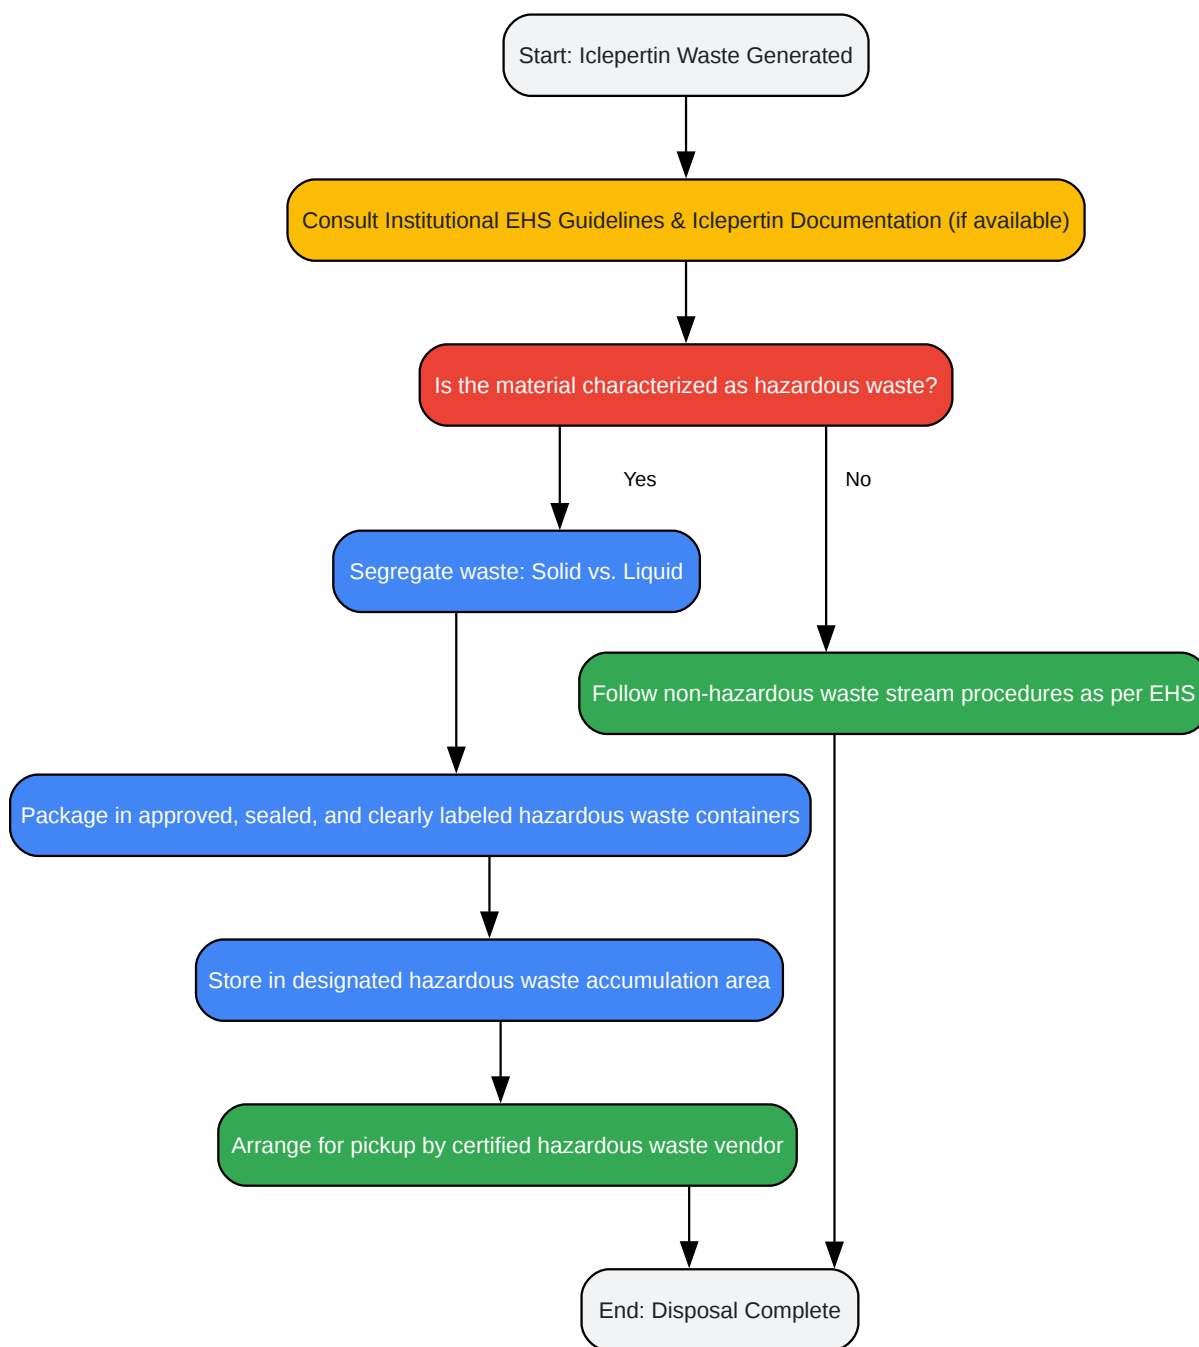 Start: Iclepertin Waste Generated
Consult Institutional EHS Guidelines & Iclepertin Documentation (if available)
Is the material characterized as hazardous waste?
Yes
No
Segregate waste: Solid vs. Liquid
Follow non-hazardous waste stream procedures as per EHS
Package in approved, sealed, and clearly labeled hazardous waste containers
Store in designated hazardous waste accumulation area
Arrange for pickup by certified hazardous waste vendor
End: Disposal Complete